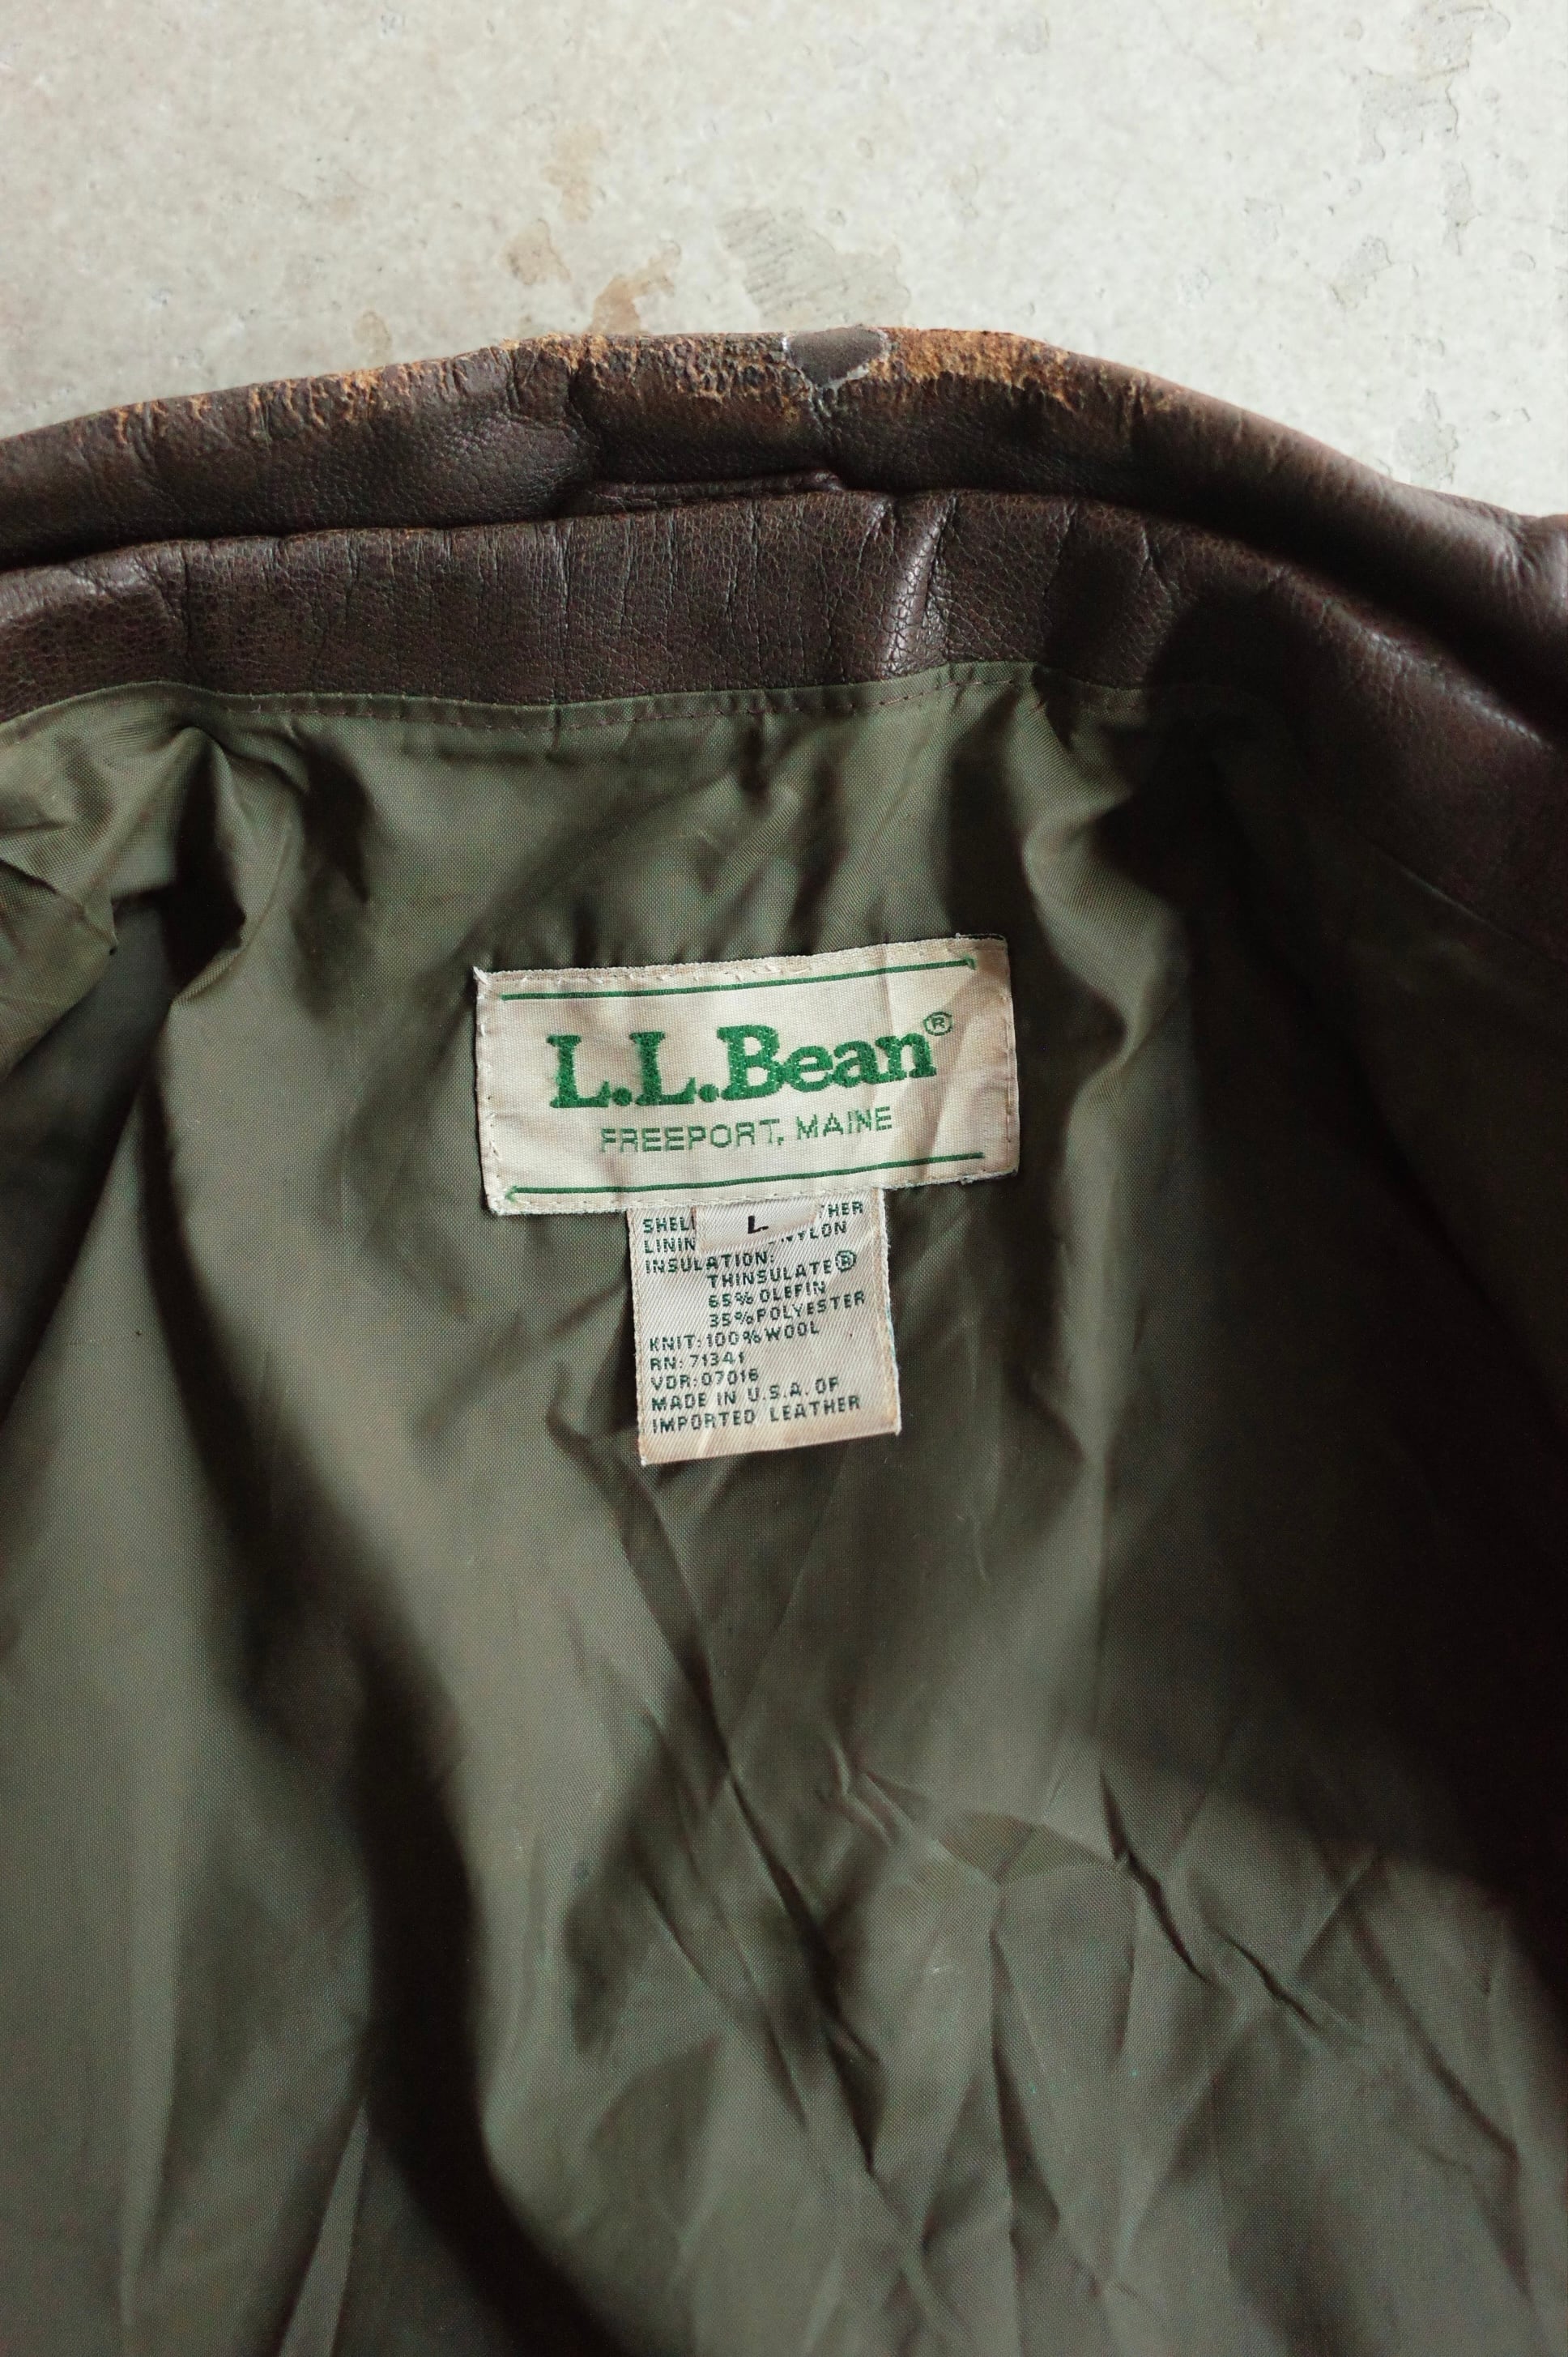 L.L.Bean®
FREEPORT, MAINE
L
INSULATION:
THINSULATE®
65% OLEFIN
35% POLYESTER
KNIT: 100% WOOL
RN: 71341
VDR: 07016
MADE IN U.S.A. OF
IMPORTED LEATHER